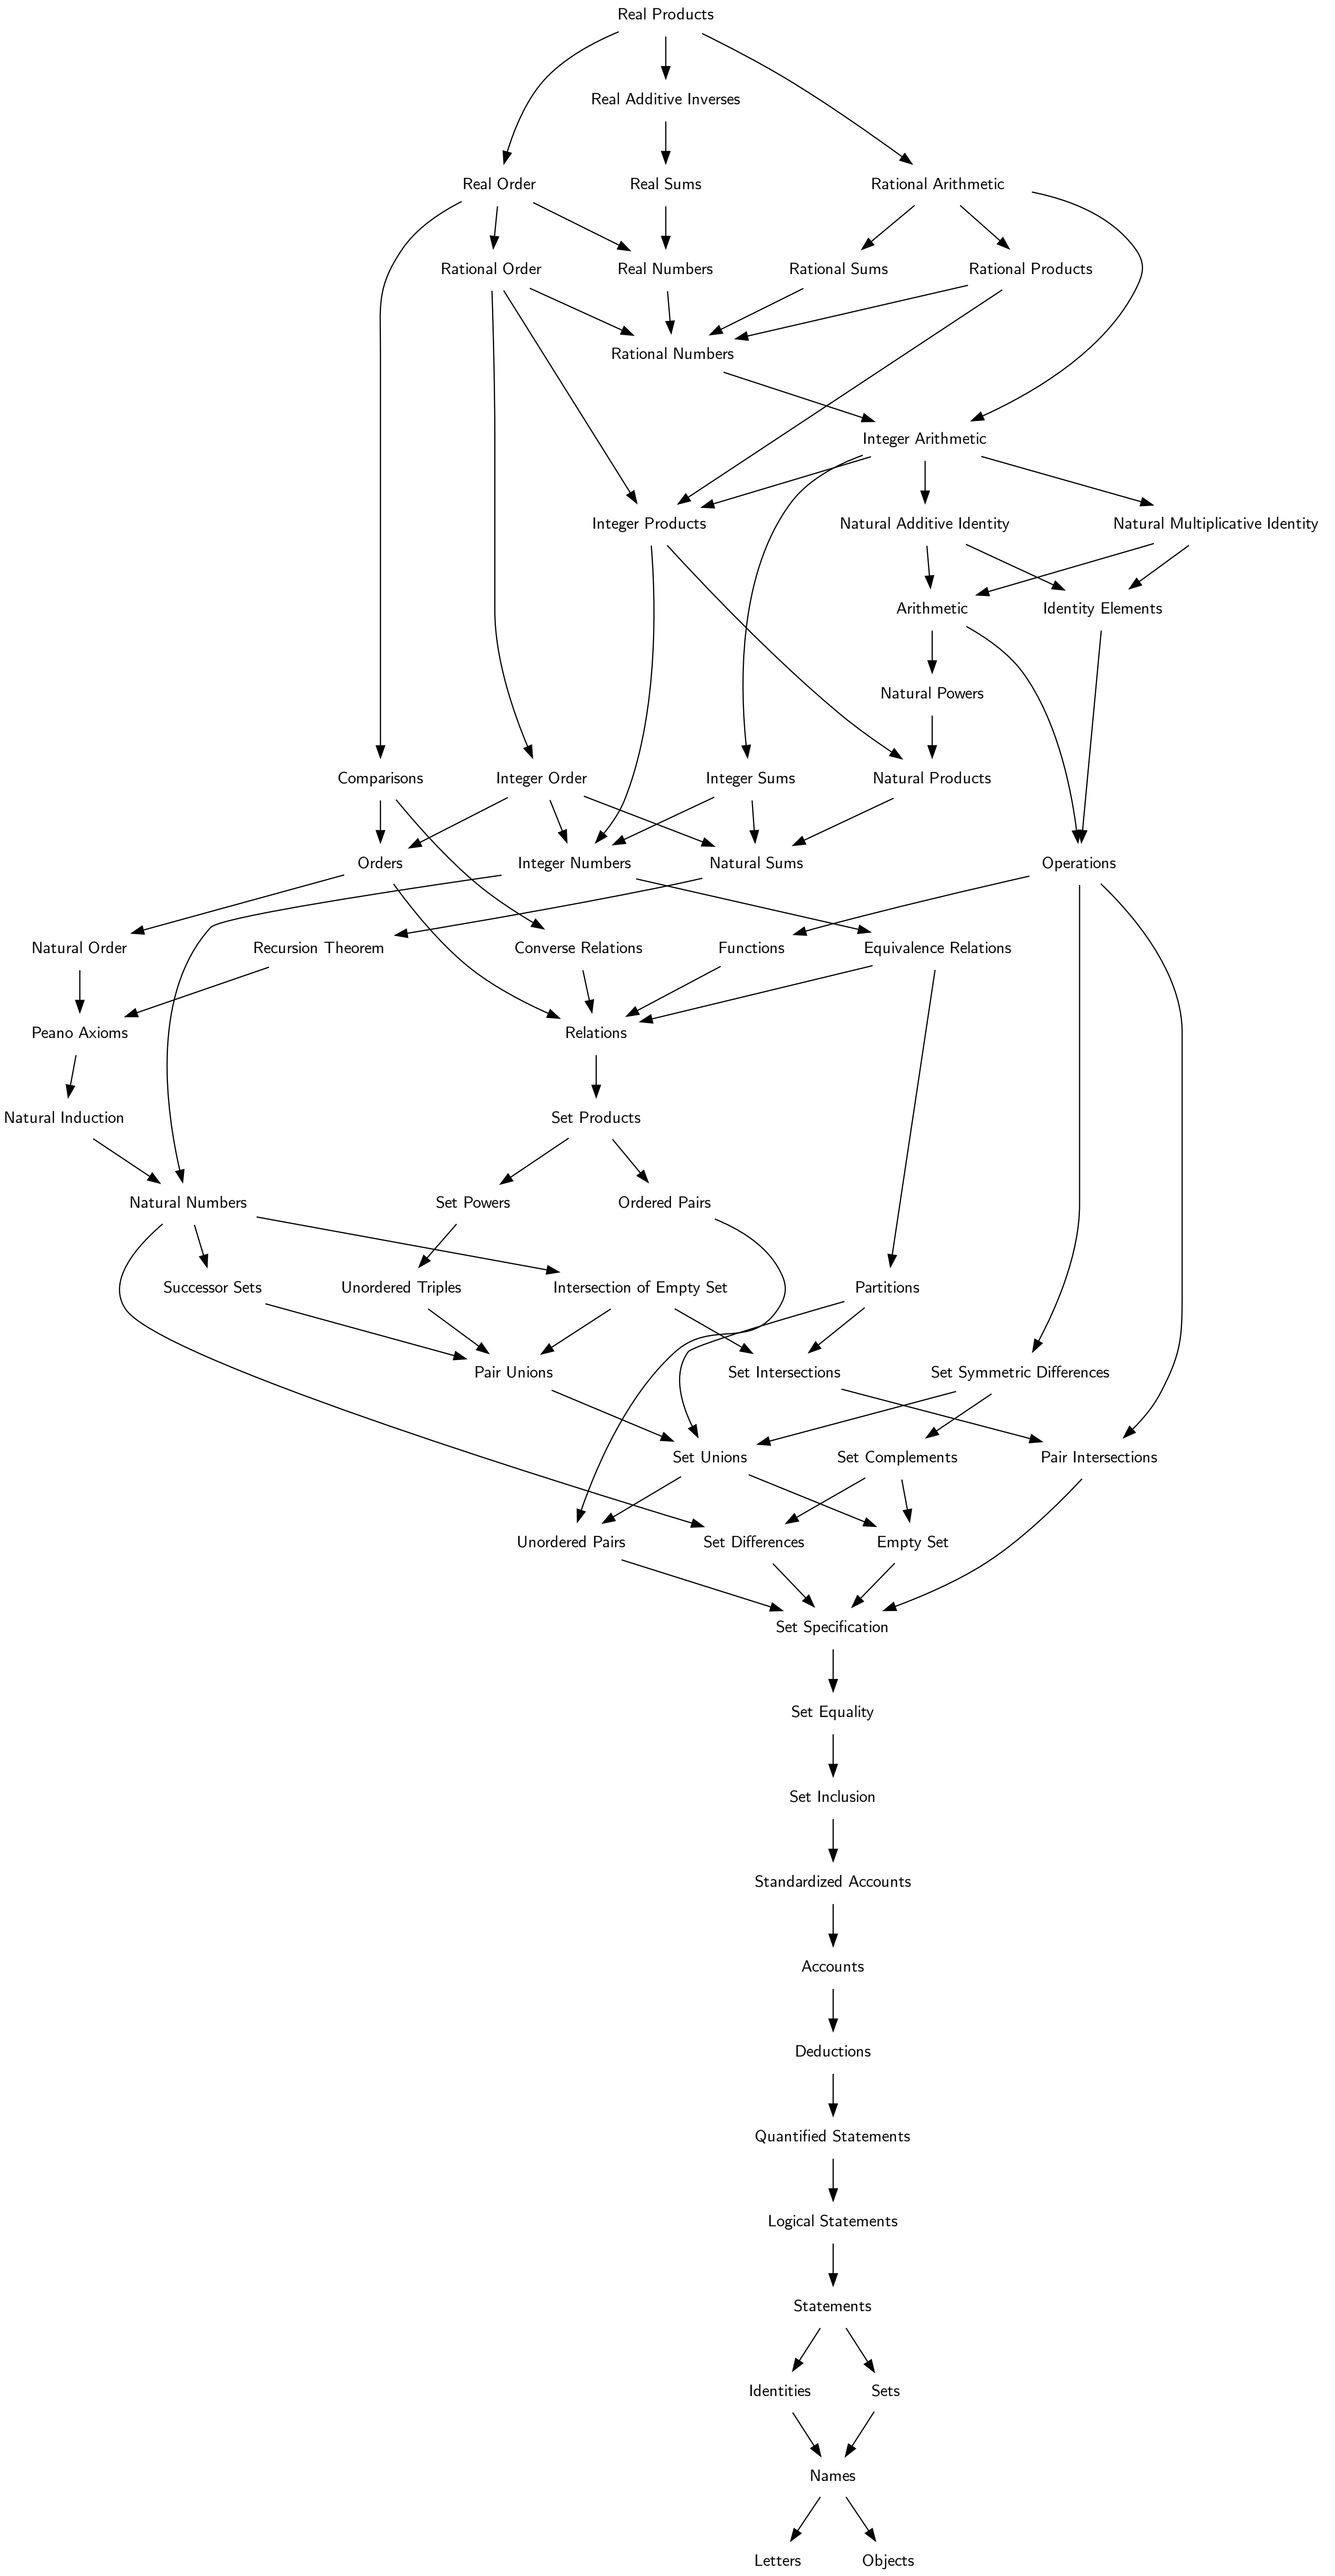 Real Products
Real Additive Inverses
Real Order
Real Sums
Rational Arithmetic
Rational Order
Real Numbers
Rational Sums
Rational Products
Rational Numbers
Integer Arithmetic
Integer Products
Natural Additive Identity
Natural Multiplicative Identity
Arithmetic
Identity Elements
Natural Powers
Comparisons
Integer Order
Integer Sums
Natural Products
Orders
Integer Numbers
Natural Sums
Operations
Natural Order
Recursion Theorem
Converse Relations
Functions
Equivalence Relations
Peano Axioms
Relations
Natural Induction
Set Products
Natural Numbers
Set Powers
Ordered Pairs
Successor Sets
Unordered Triples
Intersection of Empty Set
Partitions
Pair Unions
Set Intersections
Set Symmetric Differences
Set Unions
Set Complements
Pair Intersections
Unordered Pairs
Set Differences
Empty Set
Set Specification
Set Equality
Set Inclusion
Standardized Accounts
Accounts
Deductions
Quantified Statements
Logical Statements
Statements
Identities
Sets
Names
Letters
Objects